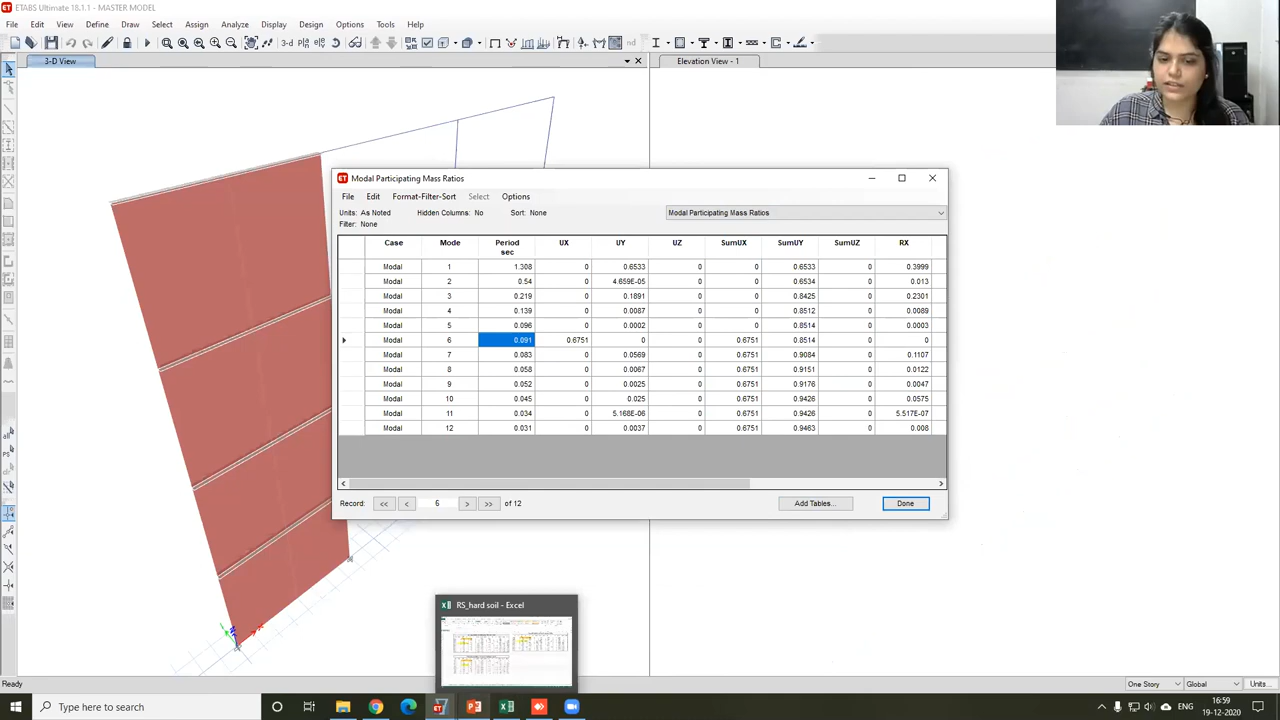 ETABS Ultimate 18.1.1 - MASTER MODEL
File Edit View Define Draw Select Assign Analyze Display Design Options Tools Help
3-d
nd
3-D View
Elevation View - 1
Modal Participating Mass Ratios
File Edit Format-Filter-Sort Select Options
Units: As Noted Hidden Columns: No Sort: None
Modal Participating Mass Ratios
Filter: None
Case Mode Period sec UX UY UZ SumUX SumUY SumUZ RX
Modal 1 1.308 0 0.6533 0 0 0.6533 0 0.3999
Modal 2 0.54 0 4.659E-05 0 0 0.6534 0 0.013
Modal 3 0.219 0 0.1891 0 0 0.8425 0 0.2301
Modal 4 0.139 0 0.0087 0 0 0.8512 0 0.0089
Modal 5 0.096 0 0.0002 0 0 0.8514 0 0.0003
Modal 6 0.091 0.6751 0 0 0.6751 0.8514 0 0
Modal 7 0.083 0 0.0569 0 0.6751 0.9084 0 0.1107
Modal 8 0.058 0 0.0067 0 0.6751 0.9151 0 0.0122
Modal 9 0.052 0 0.0025 0 0.6751 0.9176 0 0.0047
Modal 10 0.045 0 0.025 0 0.6751 0.9426 0 0.0575
Modal 11 0.034 0 5.168E-06 0 0.6751 0.9426 0 5.517E-07
Modal 12 0.031 0 0.0037 0 0.6751 0.9463 0 0.008
Record: << < 6 > >> of 12
Add Tables...
Done
RS_hard soil - Excel
Ready
One Story
Global
Units...
Type here to search
ENG
16:59
19-12-2020